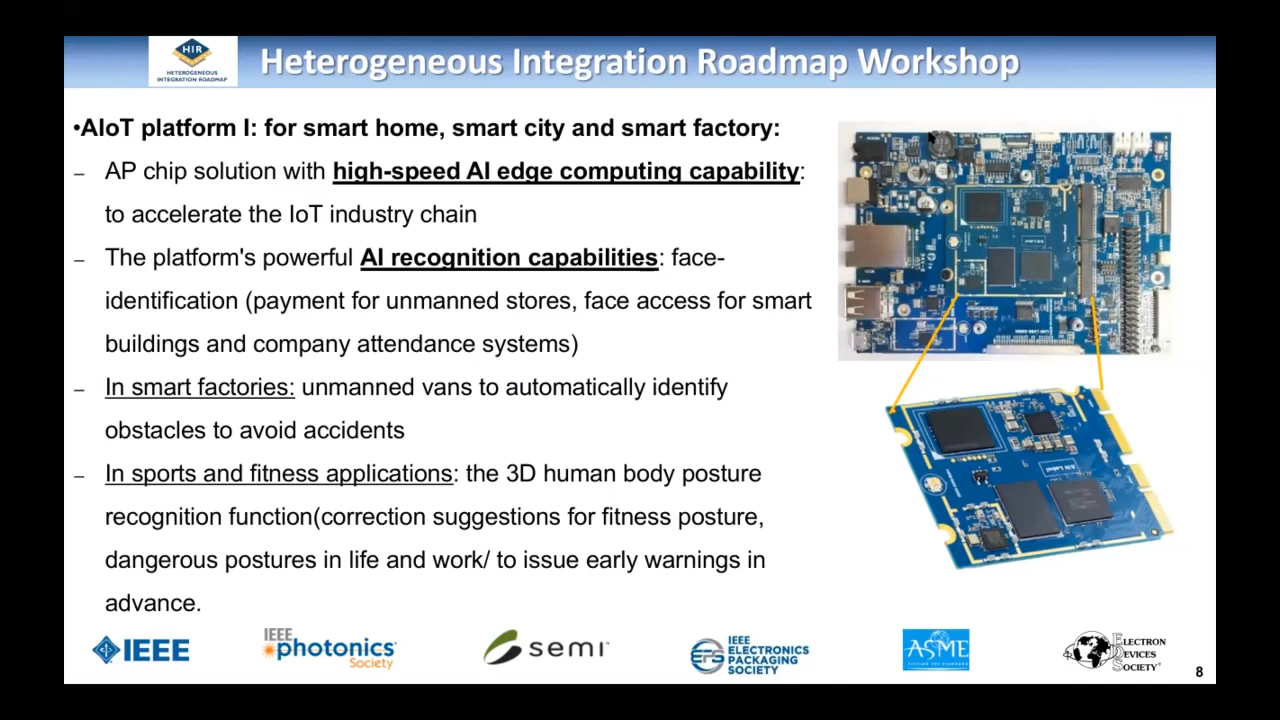 HIR
HETEROGENEOUS
INTEGRATION ROADMAP
Heterogeneous Integration Roadmap Workshop
•AIoT platform I: for smart home, smart city and smart factory:
– AP chip solution with high-speed AI edge computing capability:
to accelerate the IoT industry chain
– The platform's powerful AI recognition capabilities: face-
identification (payment for unmanned stores, face access for smart
buildings and company attendance systems)
– In smart factories: unmanned vans to automatically identify
obstacles to avoid accidents
– In sports and fitness applications: the 3D human body posture
recognition function(correction suggestions for fitness posture,
dangerous postures in life and work/ to issue early warnings in
advance.
S/N Label
IEEE
IEEE
photonics
Society
semi
EPS
IEEE
ELECTRONICS
PACKAGING
SOCIETY
ASME
SETTING THE STANDARD
ELECTRON
DEVICES
SOCIETY®
8